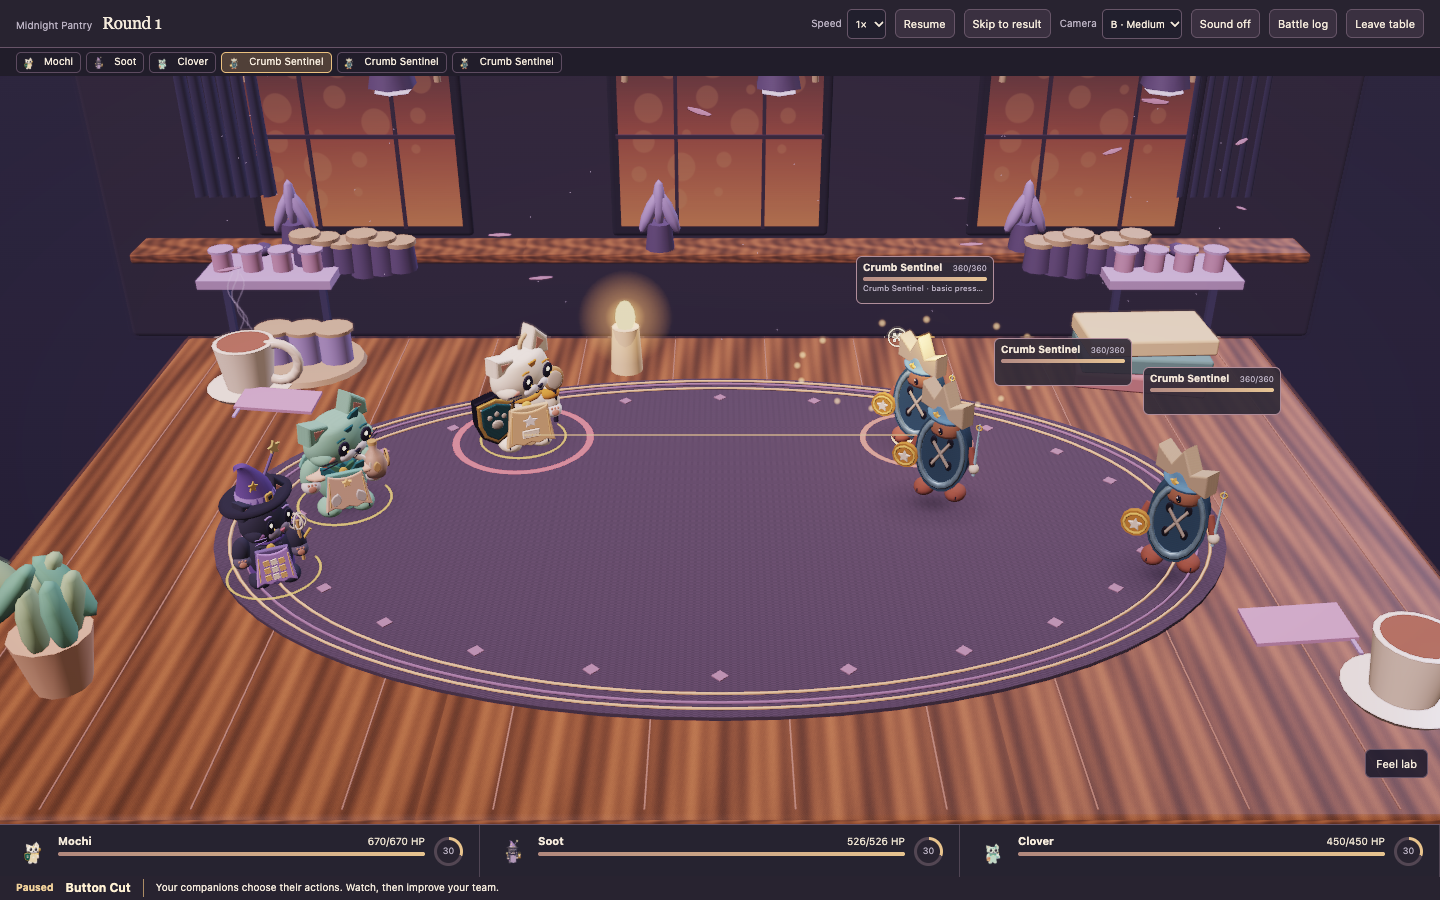 Midnight Pantry Round 1
Speed 1x Resume Skip to result Camera B · Medium Sound off Battle log Leave table
Mochi Soot Clover Crumb Sentinel Crumb Sentinel Crumb Sentinel
Crumb Sentinel 360/360
Crumb Sentinel · basic press...
Crumb Sentinel 360/360
Crumb Sentinel 360/360
Feel lab
Mochi 670/670 HP 30
Soot 526/526 HP 30
Clover 450/450 HP 30
Paused Button Cut Your companions choose their actions. Watch, then improve your team.